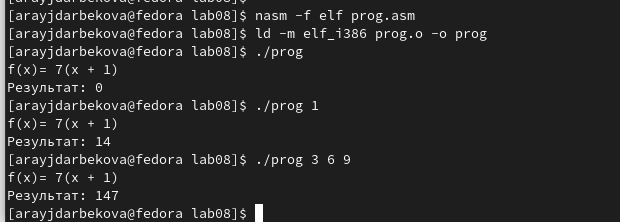 [arayjdarbekova@fedora lab08]$ nasm -f elf prog.asm
[arayjdarbekova@fedora lab08]$ ld -m elf_i386 prog.o -o prog
[arayjdarbekova@fedora lab08]$ ./prog
f(x)= 7(x + 1)
Результат: 0
[arayjdarbekova@fedora lab08]$ ./prog 1
f(x)= 7(x + 1)
Результат: 14
[arayjdarbekova@fedora lab08]$ ./prog 3 6 9
f(x)= 7(x + 1)
Результат: 147
[arayjdarbekova@fedora lab08]$